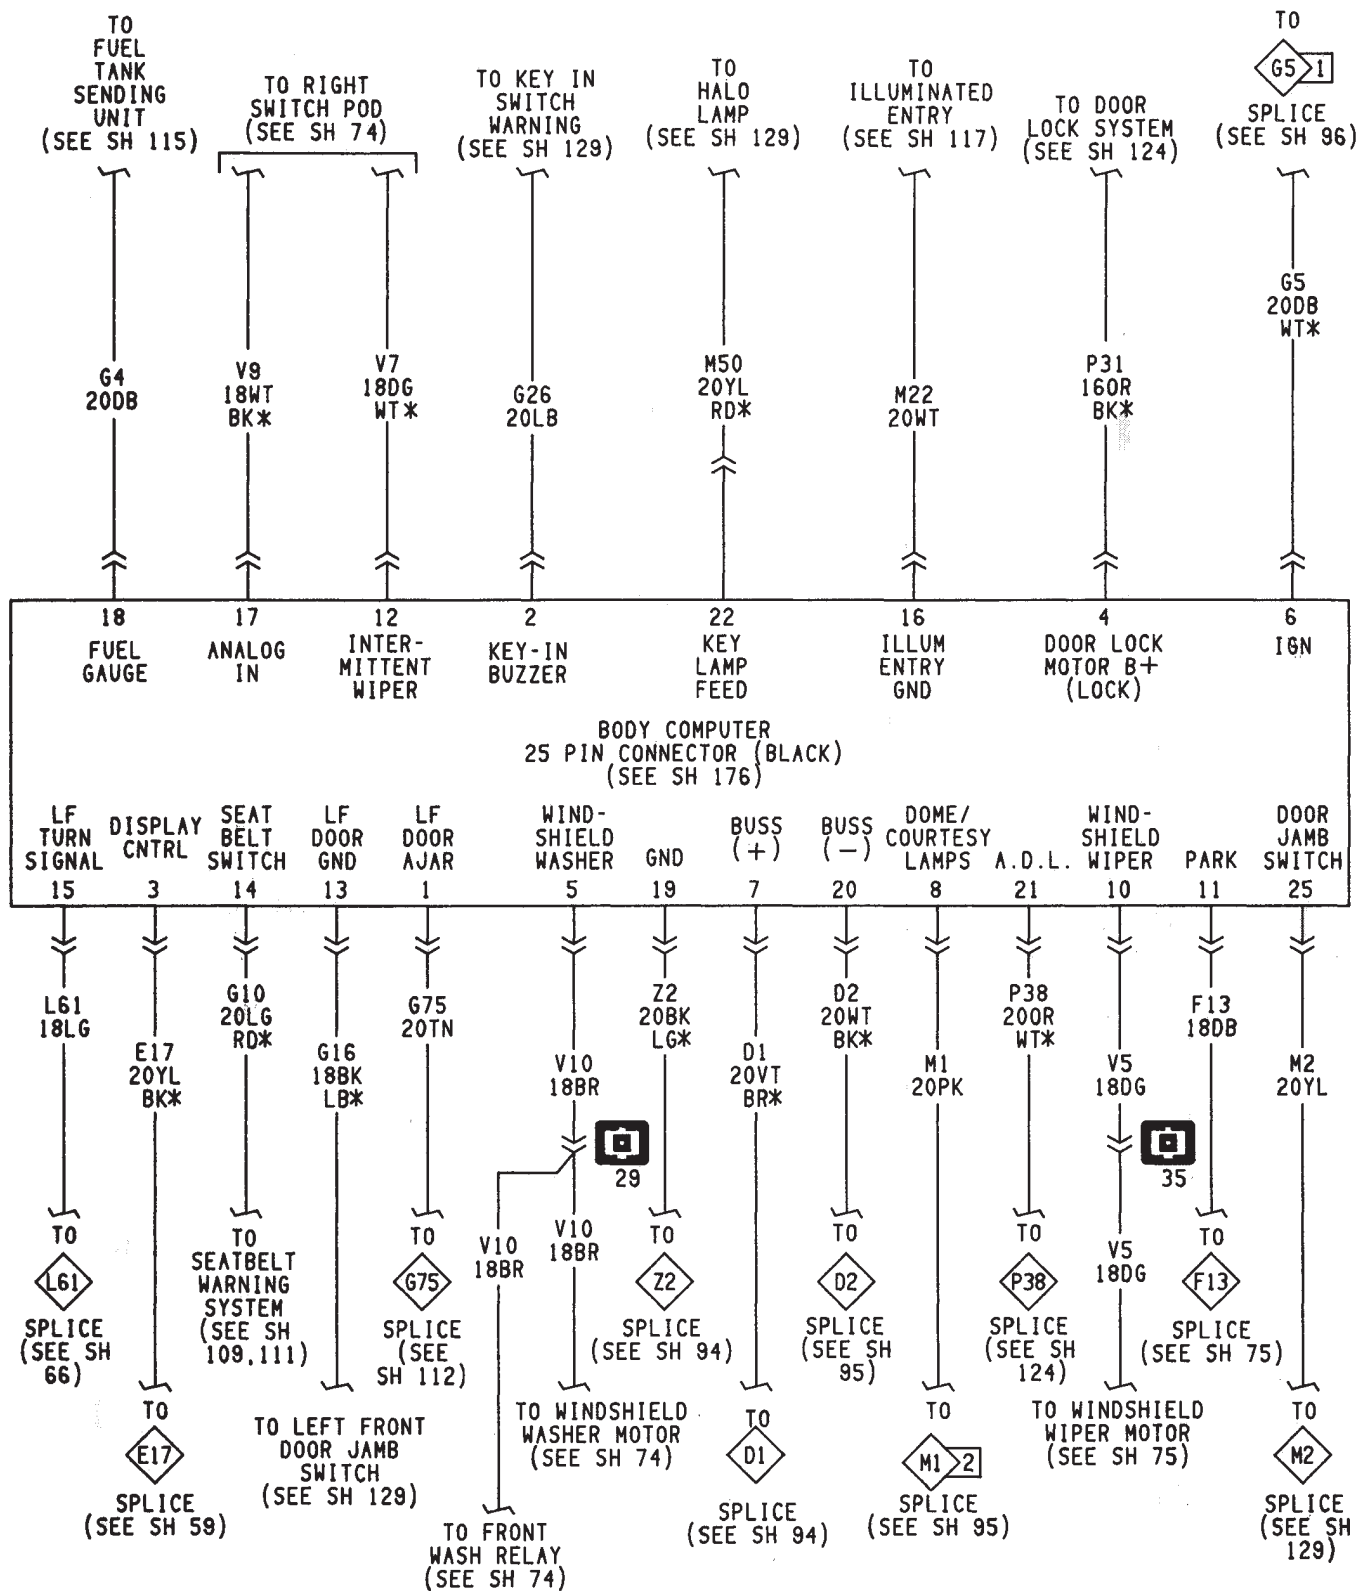 TO
FUEL
TANK
SENDING
UNIT
(SEE SH 115)
TO RIGHT
SWITCH POD
(SEE SH 74)
TO KEY IN
SWITCH
WARNING
(SEE SH 129)
TO
HALO
LAMP
(SEE SH 129)
TO
ILLUMINATED
ENTRY
(SEE SH 117)
TO DOOR
LOCK SYSTEM
(SEE SH 124)
TO
G5 1
SPLICE
(SEE SH 96)
G4
20DB
V9
18WT
BK*
V7
18DG
WT*
G26
20LB
M50
20YL
RD*
M22
20WT
P31
16OR
BK*
G5
20DB
WT*
18
FUEL
GAUGE
17
ANALOG
IN
12
INTER-
MITTENT
WIPER
2
KEY-IN
BUZZER
22
KEY
LAMP
FEED
16
ILLUM
ENTRY
GND
4
DOOR LOCK
MOTOR B+
(LOCK)
6
IGN
BODY COMPUTER
25 PIN CONNECTOR (BLACK)
(SEE SH 176)
LF
TURN
SIGNAL
15
DISPLAY
CNTRL
3
SEAT
BELT
SWITCH
14
LF
DOOR
GND
13
LF
DOOR
AJAR
1
WIND-
SHIELD
WASHER
5
GND
19
BUSS
(+)
7
BUSS
(-)
20
DOME/
COURTESY
LAMPS
8
A.D.L.
21
WIND-
SHIELD
WIPER
10
PARK
11
DOOR
JAMB
SWITCH
25
L61
18LG
E17
20YL
BK*
G10
20LG
RD*
G16
18BK
LB*
G75
20TN
V10
18BR
Z2
20BK
LG*
D1
20VT
BR*
D2
20WT
BK*
M1
20PK
P38
20OR
WT*
V5
18DG
F13
18DB
M2
20YL
29
35
V10
18BR
V10
18BR
V5
18DG
TO
L61
SPLICE
(SEE SH
66)
TO
E17
SPLICE
(SEE SH 59)
TO
SEATBELT
WARNING
SYSTEM
(SEE SH
109,111)
TO LEFT FRONT
DOOR JAMB
SWITCH
(SEE SH 129)
TO
G75
SPLICE
(SEE
SH 112)
TO FRONT
WASH RELAY
(SEE SH 74)
TO WINDSHIELD
WASHER MOTOR
(SEE SH 74)
TO
Z2
SPLICE
(SEE SH 94)
TO
D1
SPLICE
(SEE SH 94)
TO
D2
SPLICE
(SEE SH
95)
TO
M1 2
SPLICE
(SEE SH 95)
TO
P38
SPLICE
(SEE SH
124)
TO WINDSHIELD
WIPER MOTOR
(SEE SH 75)
TO
F13
SPLICE
(SEE SH 75)
TO
M2
SPLICE
(SEE SH
129)